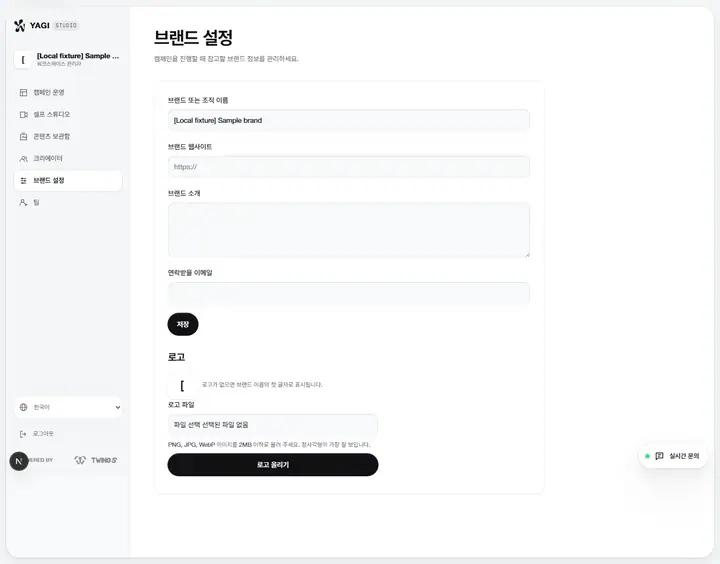 YAGI STUDIO
[ [Local fixture] Sample ...
워크스페이스 관리자
캠페인 운영
셀프 스튜디오
콘텐츠 보관함
크리에이터
브랜드 설정
팀
한국어
로그아웃
N ERED BY TWINGS
브랜드 설정
캠페인을 진행할 때 참고할 브랜드 정보를 관리하세요.
브랜드 또는 조직 이름
[Local fixture] Sample brand
브랜드 웹사이트
https://
브랜드 소개
연락받을 이메일
저장
로고
[ 로고가 없으면 브랜드 이름의 첫 글자로 표시됩니다.
로고 파일
파일 선택 선택된 파일 없음
PNG, JPG, WebP 이미지를 2MB 이하로 올려 주세요. 정사각형이 가장 잘 보입니다.
로고 올리기
실시간 문의